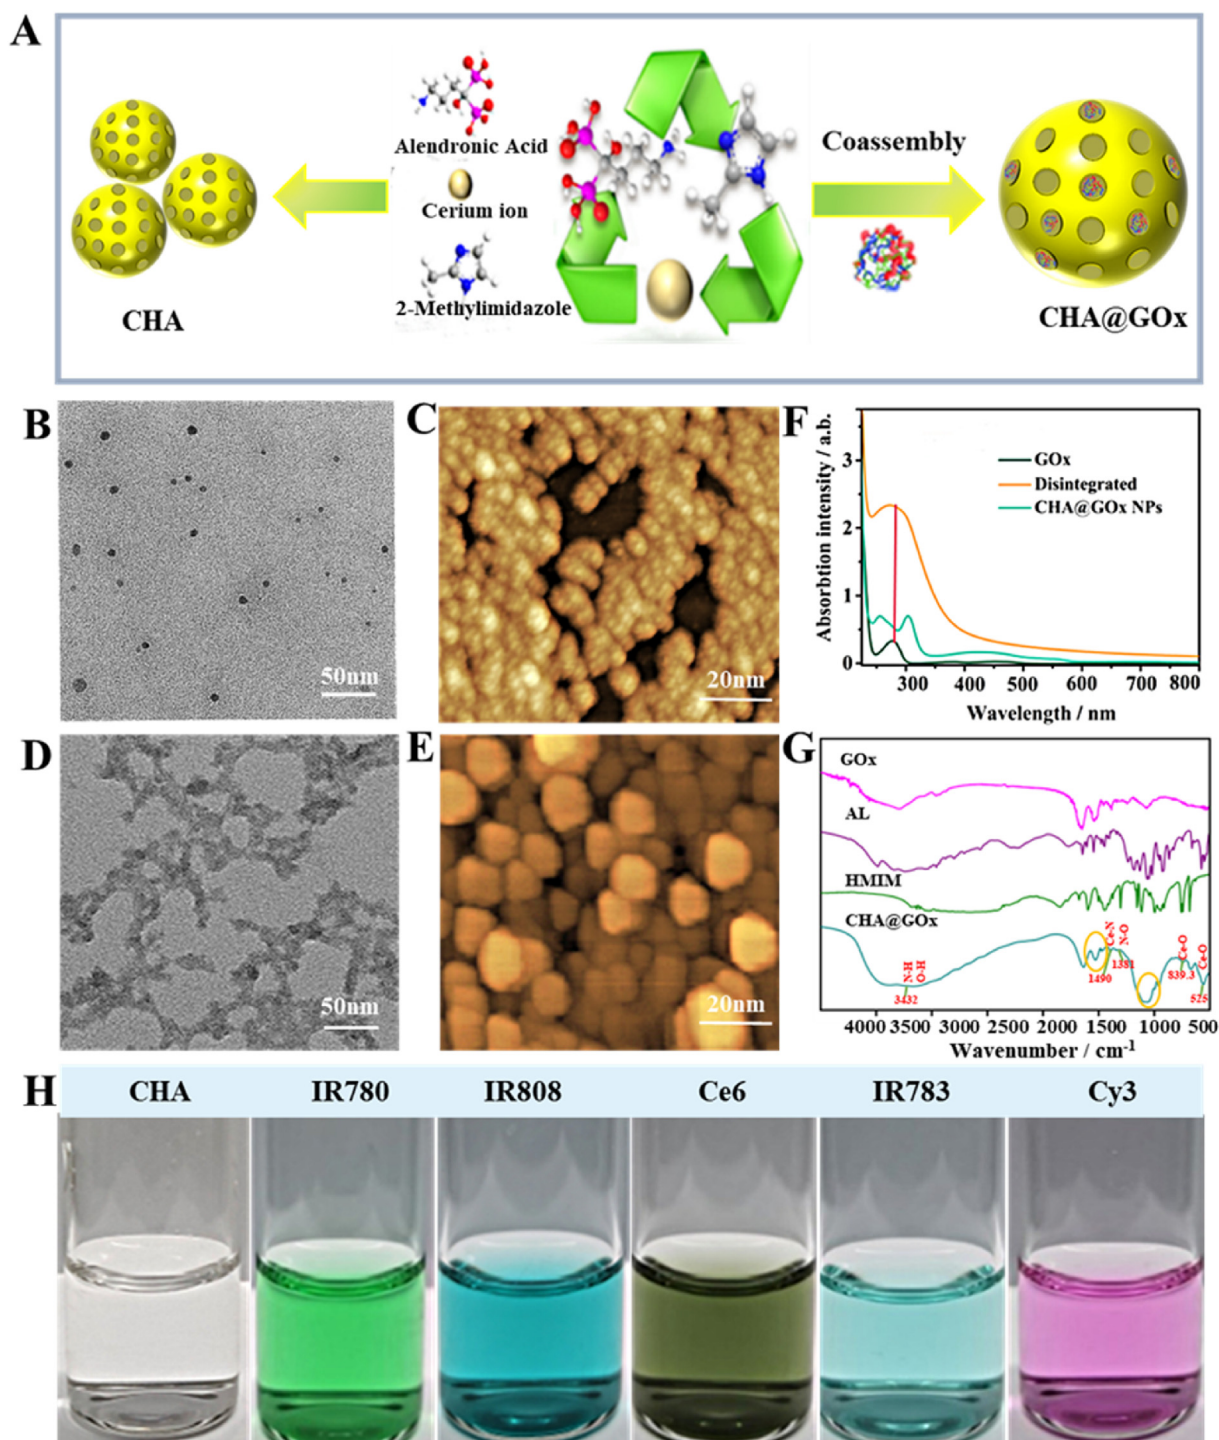 A
Alendronic Acid
Cerium ion
2-Methylimidazole
Coassembly
CHA
CHA@GOx
B
50nm
C
20nm
F
Absorbtion intensity / a.b.
3
2
1
0
GOx
Disintegrated
CHA@GOx NPs
300 400 500 600 700 800
Wavelength / nm
D
50nm
E
20nm
G
GOx
AL
HMIM
CHA@GOx
N-H
O-H
3432
Ce-N
1490
N-O
1381
Ce-O
839.3
Ce-O
525
4000 3500 3000 2500 2000 1500 1000 500
Wavenumber / cm⁻¹
H
CHA IR780 IR808 Ce6 IR783 Cy3